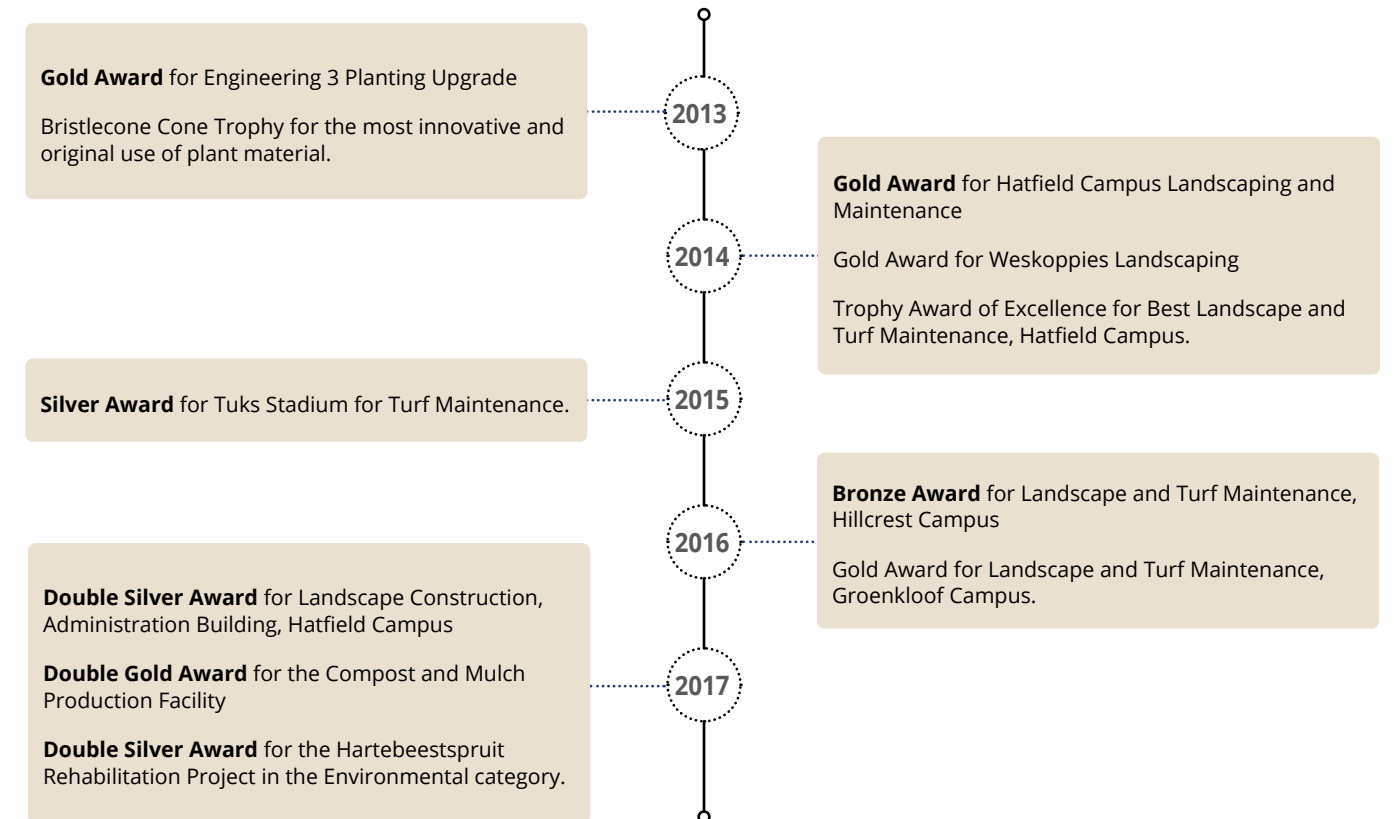 Gold Award for Engineering 3 Planting Upgrade
Bristlecone Cone Trophy for the most innovative and
original use of plant material.
2013
Gold Award for Hatfield Campus Landscaping and
Maintenance
Gold Award for Weskoppies Landscaping
Trophy Award of Excellence for Best Landscape and
Turf Maintenance, Hatfield Campus.
2014
Silver Award for Tuks Stadium for Turf Maintenance.
2015
Bronze Award for Landscape and Turf Maintenance,
Hillcrest Campus
Gold Award for Landscape and Turf Maintenance,
Groenkloof Campus.
2016
Double Silver Award for Landscape Construction,
Administration Building, Hatfield Campus
Double Gold Award for the Compost and Mulch
Production Facility
Double Silver Award for the Hartebeestspruit
Rehabilitation Project in the Environmental category.
2017